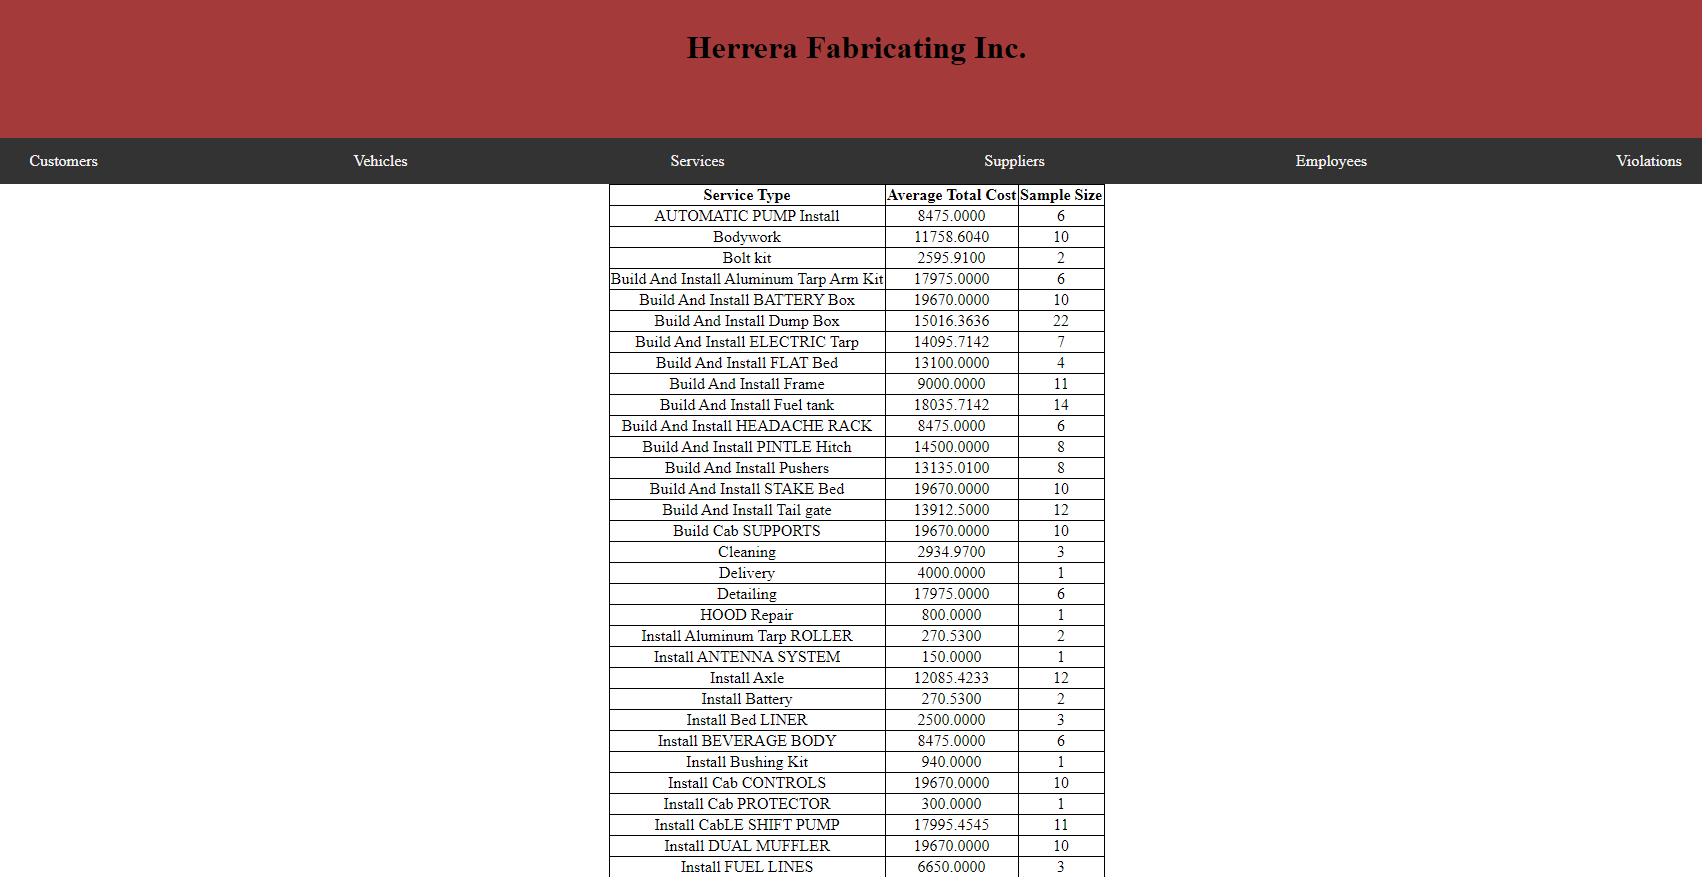 Herrera Fabricating Inc.
Customers Vehicles Services Suppliers Employees Violations
Service Type Average Total Cost Sample Size
AUTOMATIC PUMP Install 8475.0000 6
Bodywork 11758.6040 10
Bolt kit 2595.9100 2
Build And Install Aluminum Tarp Arm Kit 17975.0000 6
Build And Install BATTERY Box 19670.0000 10
Build And Install Dump Box 15016.3636 22
Build And Install ELECTRIC Tarp 14095.7142 7
Build And Install FLAT Bed 13100.0000 4
Build And Install Frame 9000.0000 11
Build And Install Fuel tank 18035.7142 14
Build And Install HEADACHE RACK 8475.0000 6
Build And Install PINTLE Hitch 14500.0000 8
Build And Install Pushers 13135.0100 8
Build And Install STAKE Bed 19670.0000 10
Build And Install Tail gate 13912.5000 12
Build Cab SUPPORTS 19670.0000 10
Cleaning 2934.9700 3
Delivery 4000.0000 1
Detailing 17975.0000 6
HOOD Repair 800.0000 1
Install Aluminum Tarp ROLLER 270.5300 2
Install ANTENNA SYSTEM 150.0000 1
Install Axle 12085.4233 12
Install Battery 270.5300 2
Install Bed LINER 2500.0000 3
Install BEVERAGE BODY 8475.0000 6
Install Bushing Kit 940.0000 1
Install Cab CONTROLS 19670.0000 10
Install Cab PROTECTOR 300.0000 1
Install CabLE SHIFT PUMP 17995.4545 11
Install DUAL MUFFLER 19670.0000 10
Install FUEL LINES 6650.0000 3